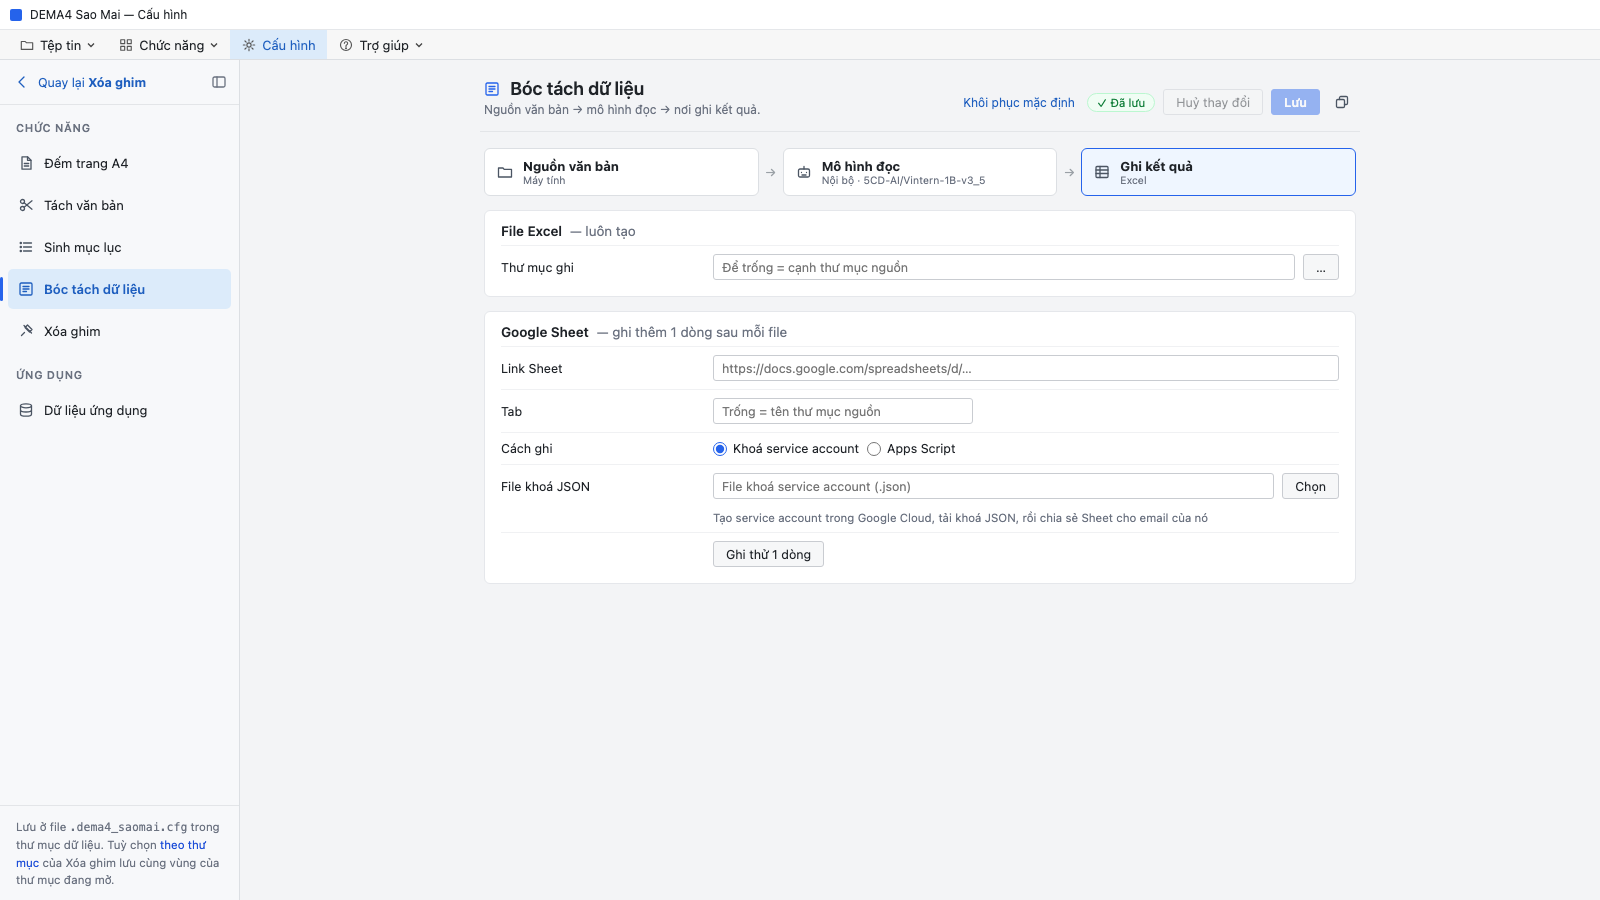 DEMA4 Sao Mai — Cấu hình
Tệp tin
Chức năng
Cấu hình
Trợ giúp
Quay lại Xóa ghim
CHỨC NĂNG
Đếm trang A4
Tách văn bản
Sinh mục lục
Bóc tách dữ liệu
Xóa ghim
ỨNG DỤNG
Dữ liệu ứng dụng
Lưu ở file .dema4_saomai.cfg trong
thư mục dữ liệu. Tuỳ chọn theo thư
mục của Xóa ghim lưu cùng vùng của
thư mục đang mở.
Bóc tách dữ liệu
Nguồn văn bản → mô hình đọc → nơi ghi kết quả.
Khôi phục mặc định
Đã lưu
Huỷ thay đổi
Lưu
Nguồn văn bản
Máy tính
→
Mô hình đọc
Nội bộ · 5CD-AI/Vintern-1B-v3_5
→
Ghi kết quả
Excel
File Excel — luôn tạo
Thư mục ghi
Để trống = cạnh thư mục nguồn
...
Google Sheet — ghi thêm 1 dòng sau mỗi file
Link Sheet
https://docs.google.com/spreadsheets/d/...
Tab
Trống = tên thư mục nguồn
Cách ghi
Khoá service account
Apps Script
File khoá JSON
File khoá service account (.json)
Chọn
Tạo service account trong Google Cloud, tải khoá JSON, rồi chia sẻ Sheet cho email của nó
Ghi thử 1 dòng